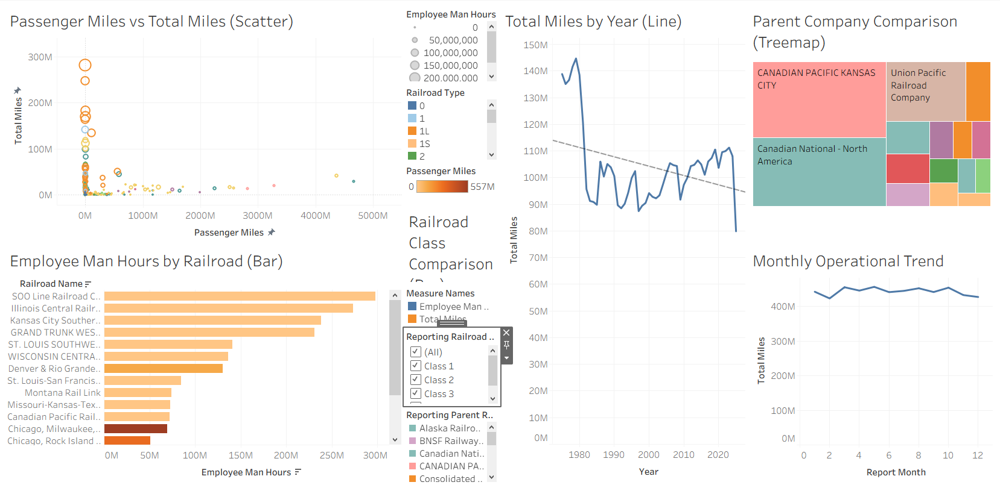 Passenger Miles vs Total Miles (Scatter)
300M
200M
100M
0M
Total Miles
0M 1000M 2000M 3000M 4000M 5000M
Passenger Miles
Employee Man Hours
0
50,000,000
100,000,000
150,000,000
200,000,000
Railroad Type
0
1
1L
1S
2
Passenger Miles
0 557M
Total Miles by Year (Line)
150M
140M
130M
120M
110M
100M
90M
80M
70M
60M
50M
40M
30M
20M
10M
0M
Total Miles
1980 1990 2000 2010 2020
Year
Parent Company Comparison
(Treemap)
CANADIAN PACIFIC KANSAS
CITY
Union Pacific
Railroad
Company
Canadian National - North
America
Employee Man Hours by Railroad (Bar)
Railroad Name
SOO Line Railroad C..
Illinois Central Railr..
Kansas City Souther..
GRAND TRUNK WES..
ST. LOUIS SOUTHWE..
WISCONSIN CENTRA..
Denver & Rio Grande..
St. Louis-San Francis..
Montana Rail Link
Missouri-Kansas-Tex..
Canadian Pacific Rail..
Chicago, Milwaukee,..
Chicago, Rock Island ..
0M 50M 100M 150M 200M 250M 300M
Employee Man Hours
Railroad
Class
Comparison
(Bar)
Measure Names
Employee Man ..
Total Miles
Reporting Railroad ..
(All)
Class 1
Class 2
Class 3
Reporting Parent R..
Alaska Railro..
BNSF Railway..
Canadian Nati..
CANADIAN PA..
Consolidated ..
Monthly Operational Trend
400M
300M
200M
100M
0M
Total Miles
0 2 4 6 8 10 12
Report Month